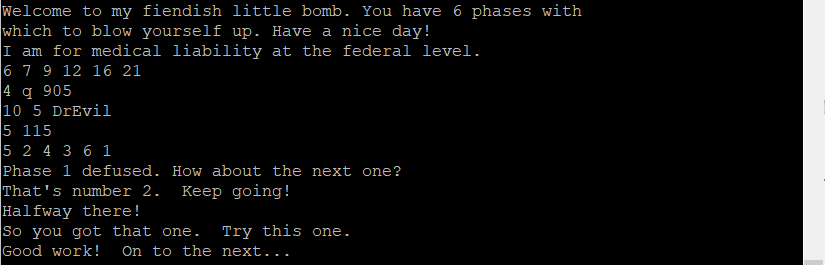 Welcome to my fiendish little bomb. You have 6 phases with
which to blow yourself up. Have a nice day!
I am for medical liability at the federal level.
6 7 9 12 16 21
4 q 905
10 5 DrEvil
5 115
5 2 4 3 6 1
Phase 1 defused. How about the next one?
That's number 2.  Keep going!
Halfway there!
So you got that one.  Try this one.
Good work!  On to the next...